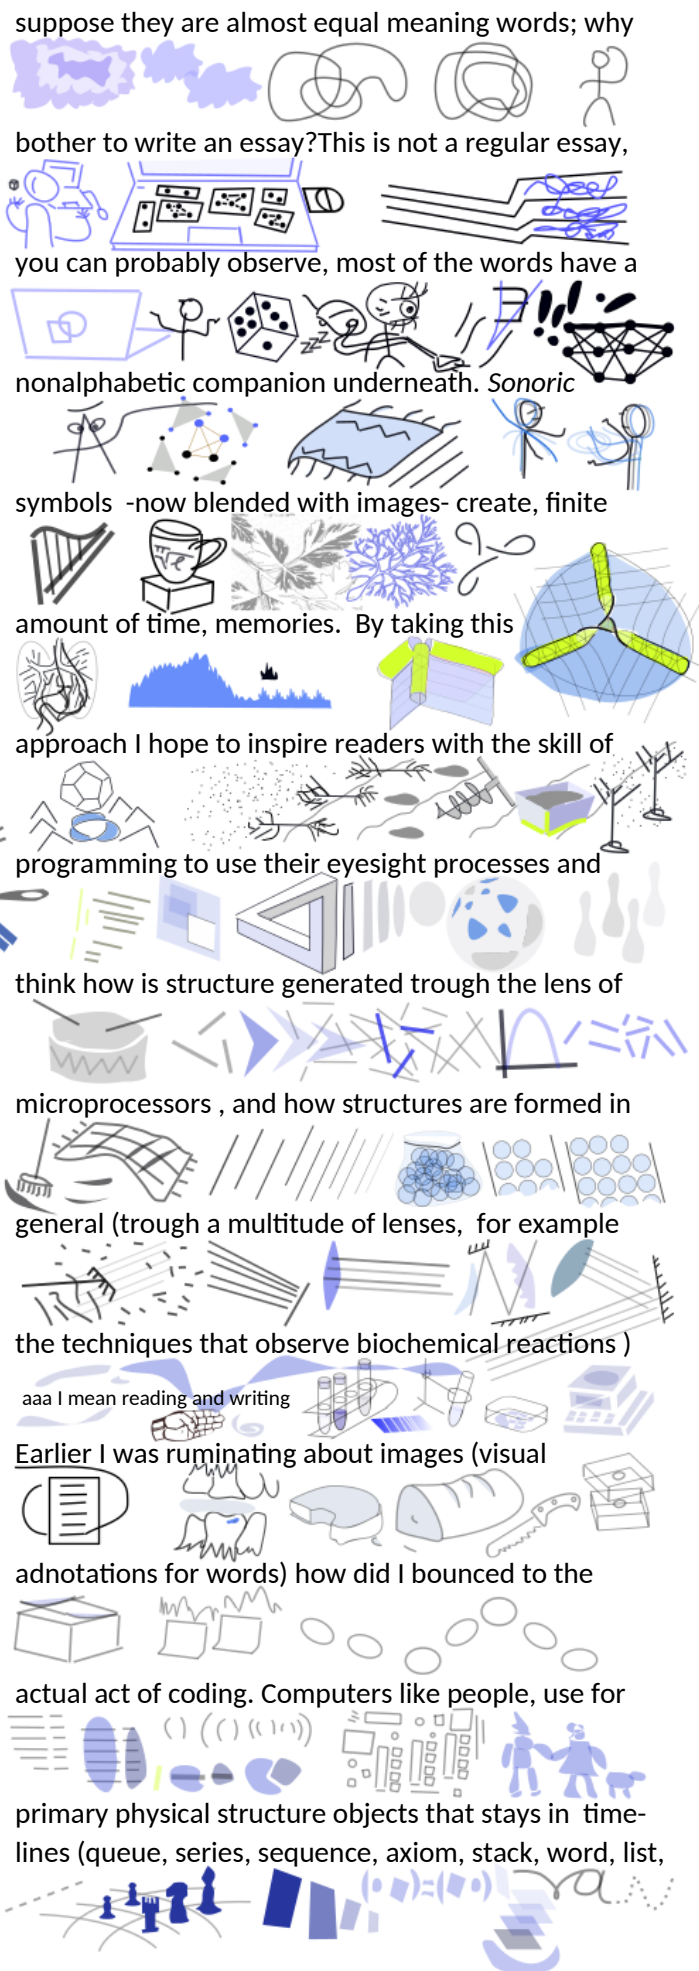 suppose they are almost equal meaning words; why
bother to write an essay?This is not a regular essay,
you can probably observe, most of the words have a
nonalphabetic companion underneath. Sonoric
symbols  -now blended with images- create, finite
amount of time, memories.  By taking this
approach I hope to inspire readers with the skill of
programming to use their eyesight processes and
think how is structure generated trough the lens of
microprocessors , and how structures are formed in
general (trough a multitude of lenses,  for example
the techniques that observe biochemical reactions )
aaa I mean reading and writing
Earlier I was ruminating about images (visual
adnotations for words) how did I bounced to the
actual act of coding. Computers like people, use for
primary physical structure objects that stays in  time-
lines (queue, series, sequence, axiom, stack, word, list,